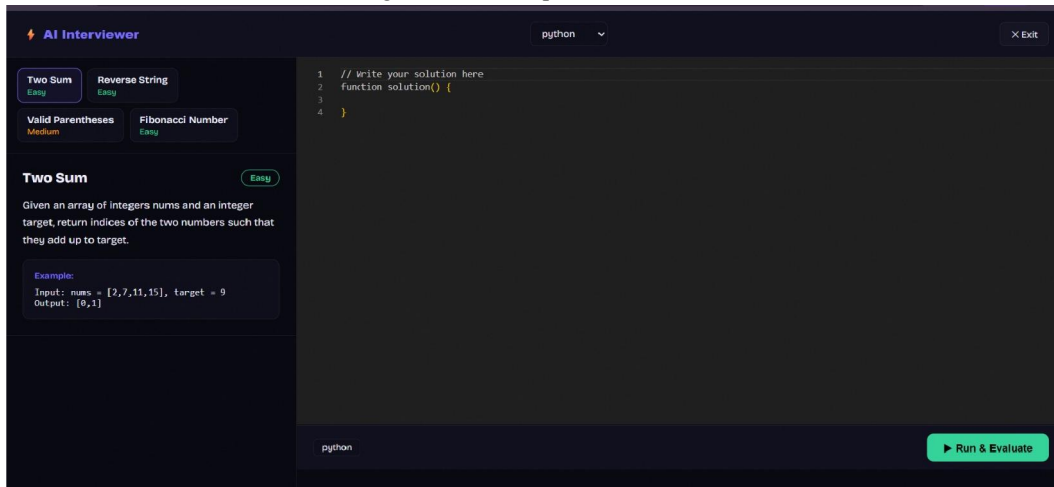 AI Interviewer
python
× Exit
Two Sum
Easy
Reverse String
Easy
Valid Parentheses
Medium
Fibonacci Number
Easy
Two Sum
Easy
Given an array of integers nums and an integer
target, return indices of the two numbers such that
they add up to target.
Example:
Input: nums = [2,7,11,15], target = 9
Output: [0,1]
1 // Write your solution here
2 function solution() {
3
4 }
python
▶ Run & Evaluate